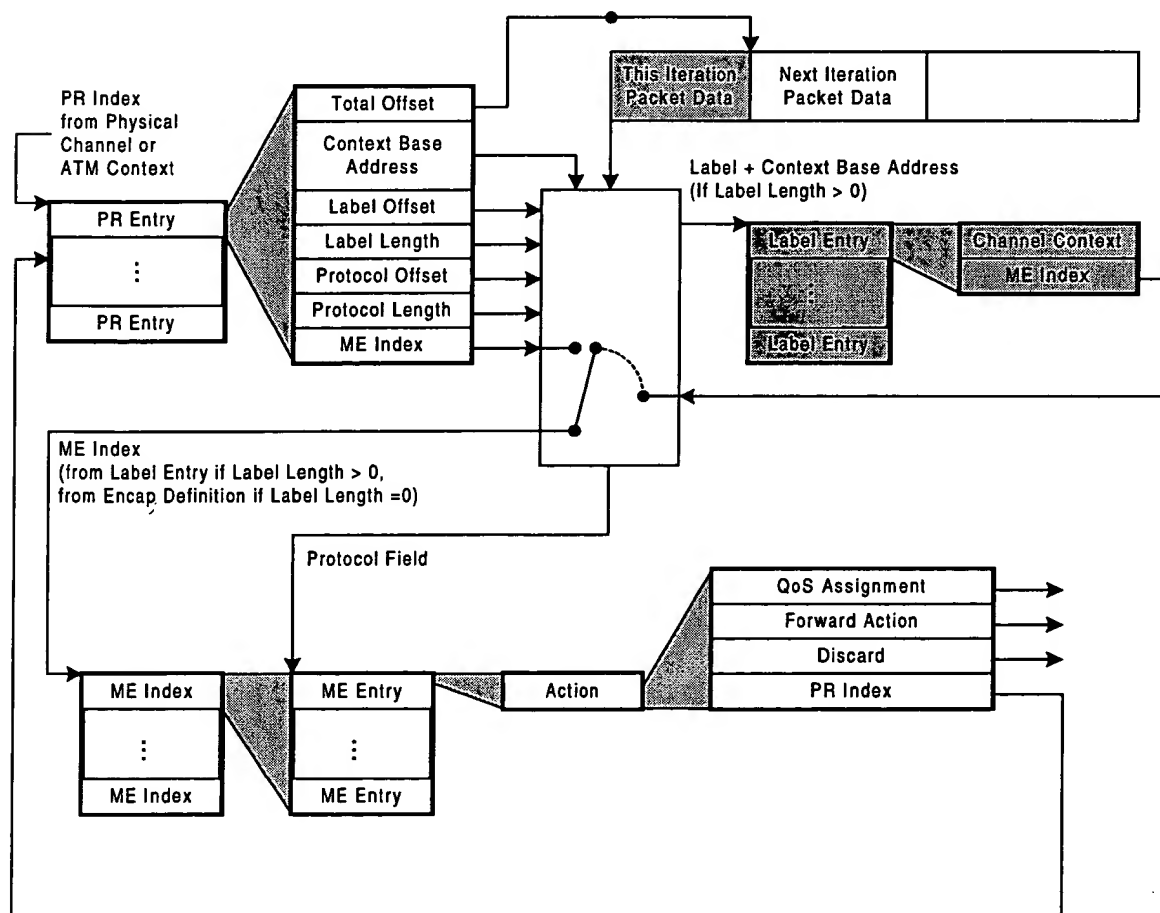 PR Index
from Physical
Channel or
ATM Context
PR Entry
⋮
PR Entry
Total Offset
Context Base
Address
Label Offset
Label Length
Protocol Offset
Protocol Length
ME Index
This Iteration
Packet Data
Next Iteration
Packet Data
Label + Context Base Address
(If Label Length > 0)
Label Entry
⋮
Label Entry
Channel Context
ME Index
ME Index
(from Label Entry if Label Length > 0,
from Encap Definition if Label Length =0)
Protocol Field
ME Index
⋮
ME Index
ME Entry
⋮
ME Entry
Action
QoS Assignment
Forward Action
Discard
PR Index